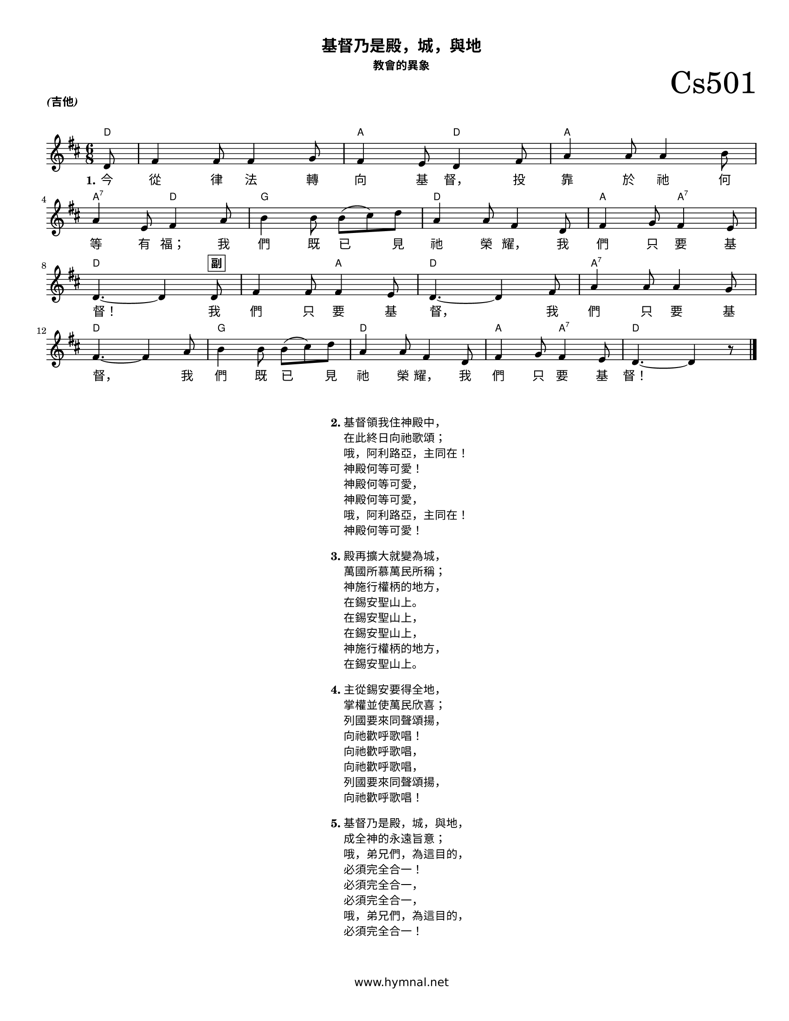 基督乃是殿，城，與地
教會的異象
Cs501
(吉他)
D A D A
1. 今 從 律 法 轉 向 基 督， 投 靠 於 祂 何
4 A7 D G D A A7
等 有 福； 我 們 既 已 見 祂 榮 耀， 我 們 只 要 基
8 D 副 A D A7
督！ 我 們 只 要 基 督， 我 們 只 要 基
12 D G D A A7 D
督， 我 們 既 已 見 祂 榮 耀， 我 們 只 要 基 督！
2. 基督領我住神殿中，
在此終日向祂歌頌；
哦，阿利路亞，主同在！
神殿何等可愛！
神殿何等可愛，
神殿何等可愛，
哦，阿利路亞，主同在！
神殿何等可愛！
3. 殿再擴大就變為城，
萬國所慕萬民所稱；
神施行權柄的地方，
在錫安聖山上。
在錫安聖山上，
在錫安聖山上，
神施行權柄的地方，
在錫安聖山上。
4. 主從錫安要得全地，
掌權並使萬民欣喜；
列國要來同聲頌揚，
向祂歡呼歌唱！
向祂歡呼歌唱，
向祂歡呼歌唱，
列國要來同聲頌揚，
向祂歡呼歌唱！
5. 基督乃是殿，城，與地，
成全神的永遠旨意；
哦，弟兄們，為這目的，
必須完全合一！
必須完全合一，
必須完全合一，
哦，弟兄們，為這目的，
必須完全合一！
www.hymnal.net